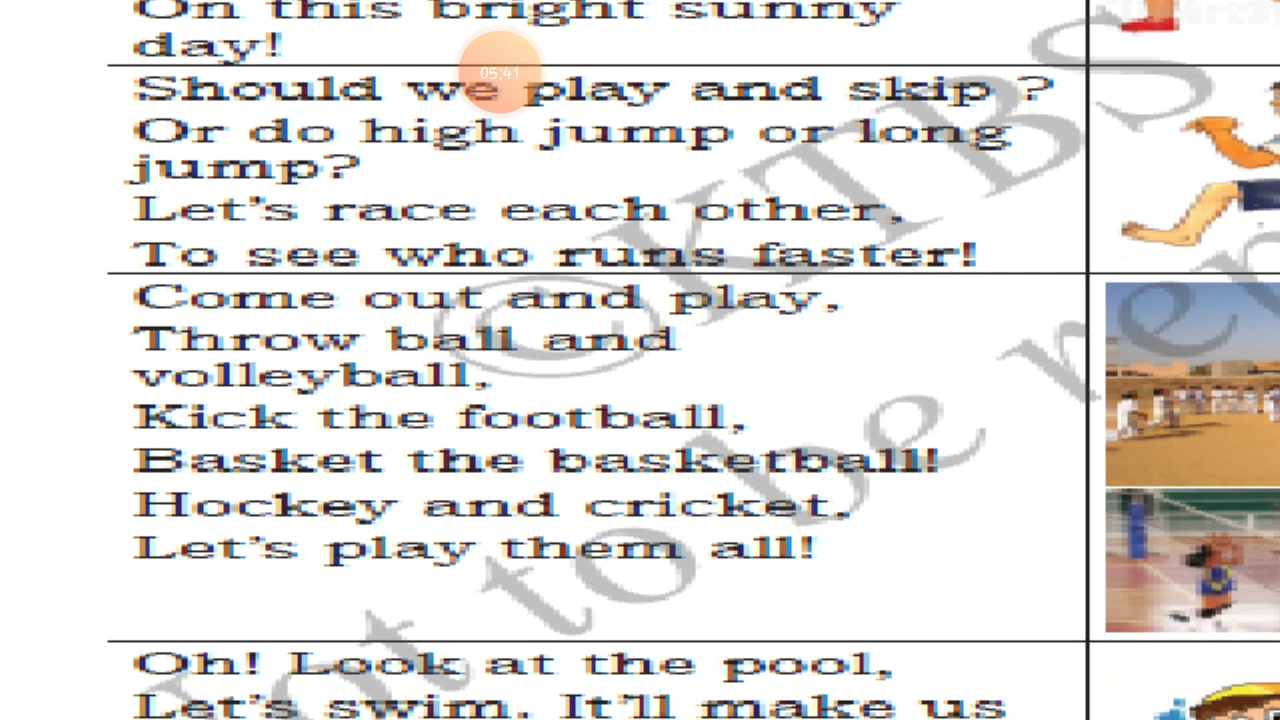 On this bright sunny
day!
05:41
Should we play and skip ?
Or do high jump or long
jump?
Let's race each other,
To see who runs faster!
Come out and play,
Throw ball and
volleyball,
Kick the football,
Basket the basketball!
Hockey and cricket,
Let's play them all!
Oh! Look at the pool,
Let's swim. It'll make us
©KTBS
to be